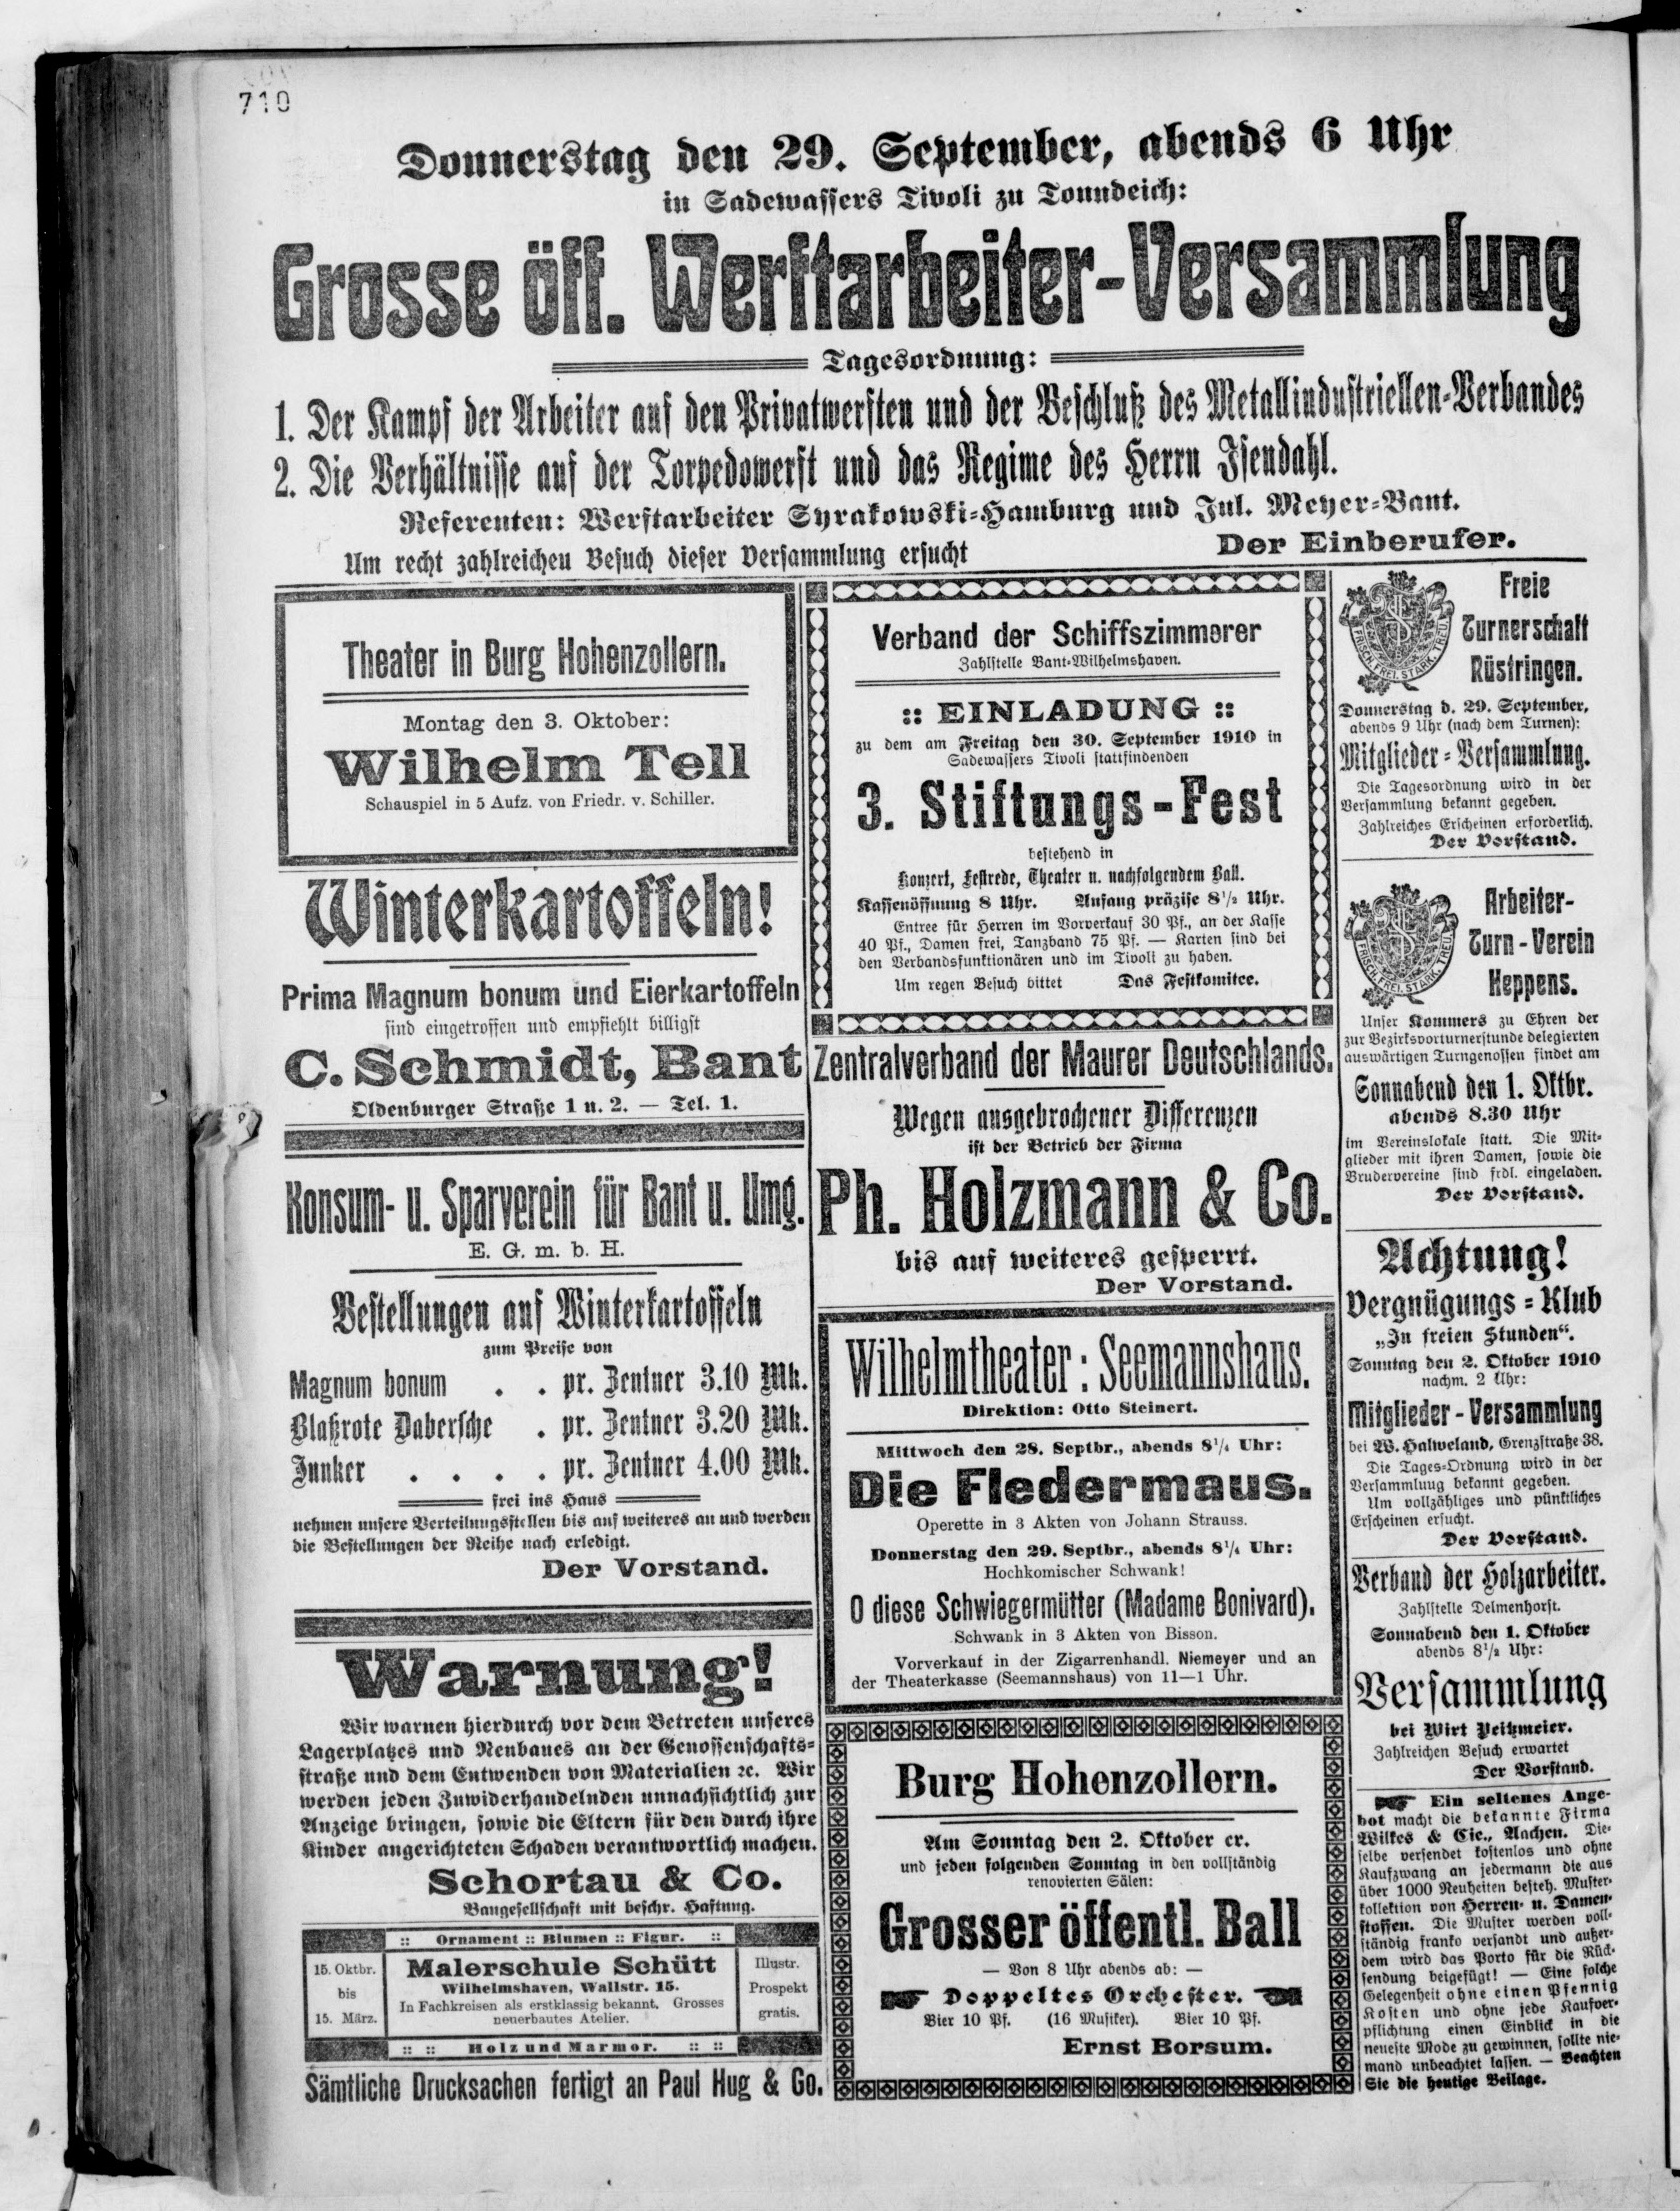 710
Donnerstag den 29. September, abends 6 Uhr
in Sadewassers Tivoli zu Tonndeich:
Grosse öff. Werftarbeiter-Versammlung
Tagesordnung:
1. Der Kampf der Arbeiter auf den Privatwerften und der Beschluß des Metallindustriellen-Verbandes
2. Die Verhältnisse auf der Torpedowerft und das Regime des Herrn Isendahl.
Referenten: Werftarbeiter Syrakowski-Hamburg und Jul. Meyer-Bant.
Um recht zahlreichen Besuch dieser Versammlung ersucht
Der Einberufer.
Theater in Burg Hohenzollern.
Montag den 3. Oktober:
Wilhelm Tell
Schauspiel in 5 Aufz. von Friedr. v. Schiller.
Winterkartoffeln!
Prima Magnum bonum und Eierkartoffeln
sind eingetroffen und empfiehlt billigst
C. Schmidt, Bant
Oldenburger Straße 1 u. 2. — Tel. 1.
Konsum- u. Sparverein für Bant u. Umg.
E. G. m. b. H.
Bestellungen auf Winterkartoffeln
zum Preise von
Magnum bonum . . pr. Zentner 3.10 Mk.
Blaßrote Dabersche . pr. Zentner 3.20 Mk.
Junker . . . . pr. Zentner 4.00 Mk.
frei ins Haus
nehmen unsere Verteilungsstellen bis auf weiteres an und werden
die Bestellungen der Reihe nach erledigt.
Der Vorstand.
Warnung!
Wir warnen hierdurch vor dem Betreten unseres
Lagerplatzes und Neubaues an der Genossenschafts-
straße und dem Entwenden von Materialien ꝛc. Wir
werden jeden Zuwiderhandelnden unnachsichtlich zur
Anzeige bringen, sowie die Eltern für den durch ihre
Kinder angerichteten Schaden verantwortlich machen.
Schortau & Co.
Baugesellschaft mit beschr. Haftung.
:: Ornament :: Blumen :: Figur. ::
15. Oktbr.
bis
15. März.
Malerschule Schütt
Wilhelmshaven, Wallstr. 15.
In Fachkreisen als erstklassig bekannt. Grosses
neuerbautes Atelier.
Illustr.
Prospekt
gratis.
:: :: Holz und Marmor. :: ::
Sämtliche Drucksachen fertigt an Paul Hug & Co.
Verband der Schiffszimmerer
Zahlstelle Bant-Wilhelmshaven.
:: EINLADUNG ::
zu dem am Freitag den 30. September 1910 in
Sadewassers Tivoli stattfindenden
3. Stiftungs-Fest
bestehend in
Konzert, Festrede, Theater u. nachfolgendem Ball.
Kassenöffnung 8 Uhr. Anfang präzise 8 1/2 Uhr.
Entree für Herren im Vorverkauf 30 Pf., an der Kasse
40 Pf., Damen frei, Tanzband 75 Pf. — Karten sind bei
den Verbandsfunktionären und im Tivoli zu haben.
Um regen Besuch bittet Das Festkomitee.
Zentralverband der Maurer Deutschlands.
Wegen ausgebrochener Differenzen
ist der Betrieb der Firma
Ph. Holzmann & Co.
bis auf weiteres gesperrt.
Der Vorstand.
Wilhelmtheater : Seemannshaus.
Direktion: Otto Steinert.
Mittwoch den 28. Septbr., abends 8 1/4 Uhr:
Die Fledermaus.
Operette in 3 Akten von Johann Strauss.
Donnerstag den 29. Septbr., abends 8 1/4 Uhr:
Hochkomischer Schwank!
O diese Schwiegermütter (Madame Bonivard).
Schwank in 3 Akten von Bisson.
Vorverkauf in der Zigarrenhandl. Niemeyer und an
der Theaterkasse (Seemannshaus) von 11—1 Uhr.
Burg Hohenzollern.
Am Sonntag den 2. Oktober cr.
und jeden folgenden Sonntag in den vollständig
renovierten Sälen:
Grosser öffentl. Ball
— Von 8 Uhr abends ab: —
Doppeltes Orchester.
Bier 10 Pf. (16 Musiker). Bier 10 Pf.
Ernst Borsum.
FRISCH. FREI. STARK. TREU.
Freie
Turnerschaft
Rüstringen.
Donnerstag d. 29. September,
abends 9 Uhr (nach dem Turnen):
Mitglieder-Versammlung.
Die Tagesordnung wird in der
Versammlung bekannt gegeben.
Zahlreiches Erscheinen erforderlich.
Der Vorstand.
FRISCH. FREI. STARK. TREU.
Arbeiter-
Turn-Verein
Heppens.
Unser Kommers zu Ehren der
zur Bezirksvorturnerstunde delegierten
auswärtigen Turngenossen findet am
Sonnabend den 1. Oktbr.
abends 8.30 Uhr
im Vereinslokale statt. Die Mit-
glieder mit ihren Damen, sowie die
Brudervereine sind frdl. eingeladen.
Der Vorstand.
Achtung!
Vergnügungs-Klub
„In freien Stunden“.
Sonntag den 2. Oktober 1910
nachm. 2 Uhr:
Mitglieder-Versammlung
bei W. Halweland, Grenzstraße 38.
Die Tages-Ordnung wird in der
Versammlung bekannt gegeben.
Um vollzähliges und pünktliches
Erscheinen ersucht.
Der Vorstand.
Verband der Holzarbeiter.
Zahlstelle Delmenhorst.
Sonnabend den 1. Oktober
abends 8 1/2 Uhr:
Versammlung
bei Wirt Peitzmeier.
Zahlreichen Besuch erwartet
Der Vorstand.
Ein seltenes Ange-
bot macht die bekannte Firma
Wilkes & Cie., Aachen. Die-
selbe versendet kostenlos und ohne
Kaufzwang an jedermann die aus
über 1000 Neuheiten besteh. Muster-
kollektion von Herren- u. Damen-
stoffen. Die Muster werden voll-
ständig franko versandt und außer-
dem wird das Porto für die Rück-
sendung beigefügt! — Eine solche
Gelegenheit ohne einen Pfennig
Kosten und ohne jede Kaufver-
pflichtung einen Einblick in die
neueste Mode zu gewinnen, sollte nie-
mand unbeachtet lassen. — Beachten
Sie die heutige Beilage.